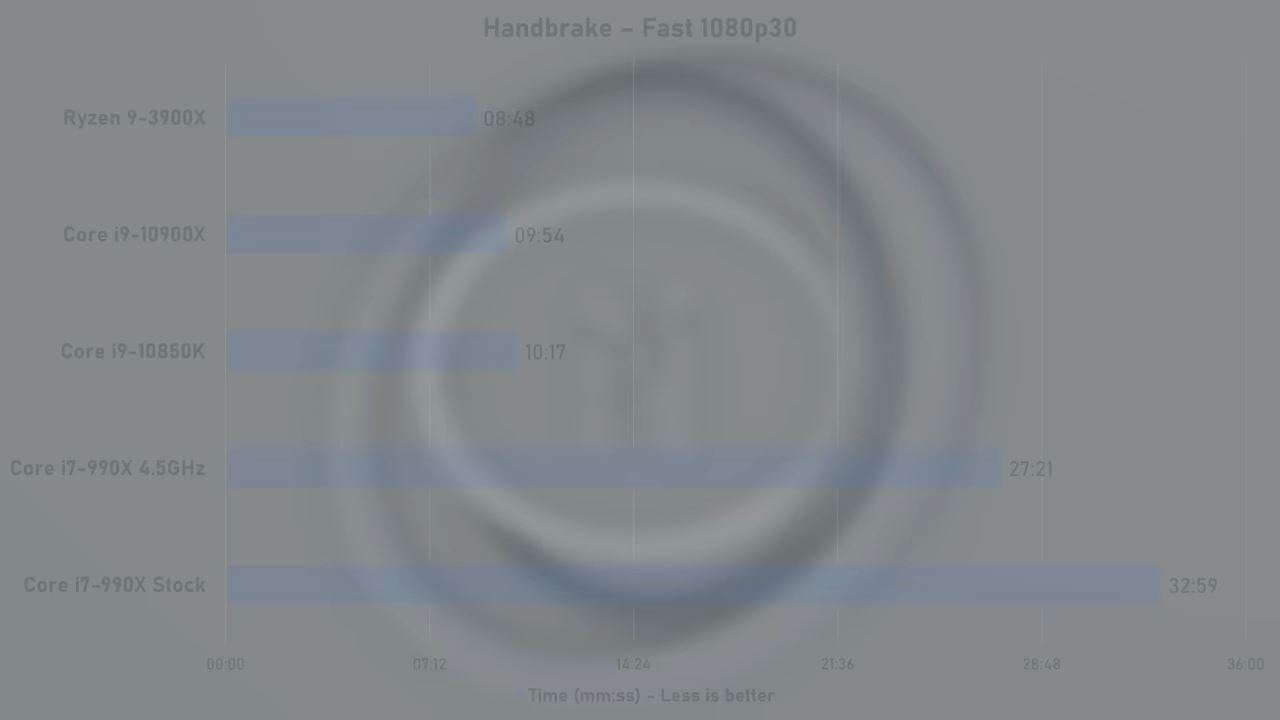 Handbrake – Fast 1080p30
Ryzen 9-3900X 08:48
Core i9-10900X 09:54
Core i9-10850K 10:17
Core i7-990X 4.5GHz 27:21
Core i7-990X Stock 32:59
00:00 07:12 14:24 21:36 28:48 36:00
Time (mm:ss) - Less is better